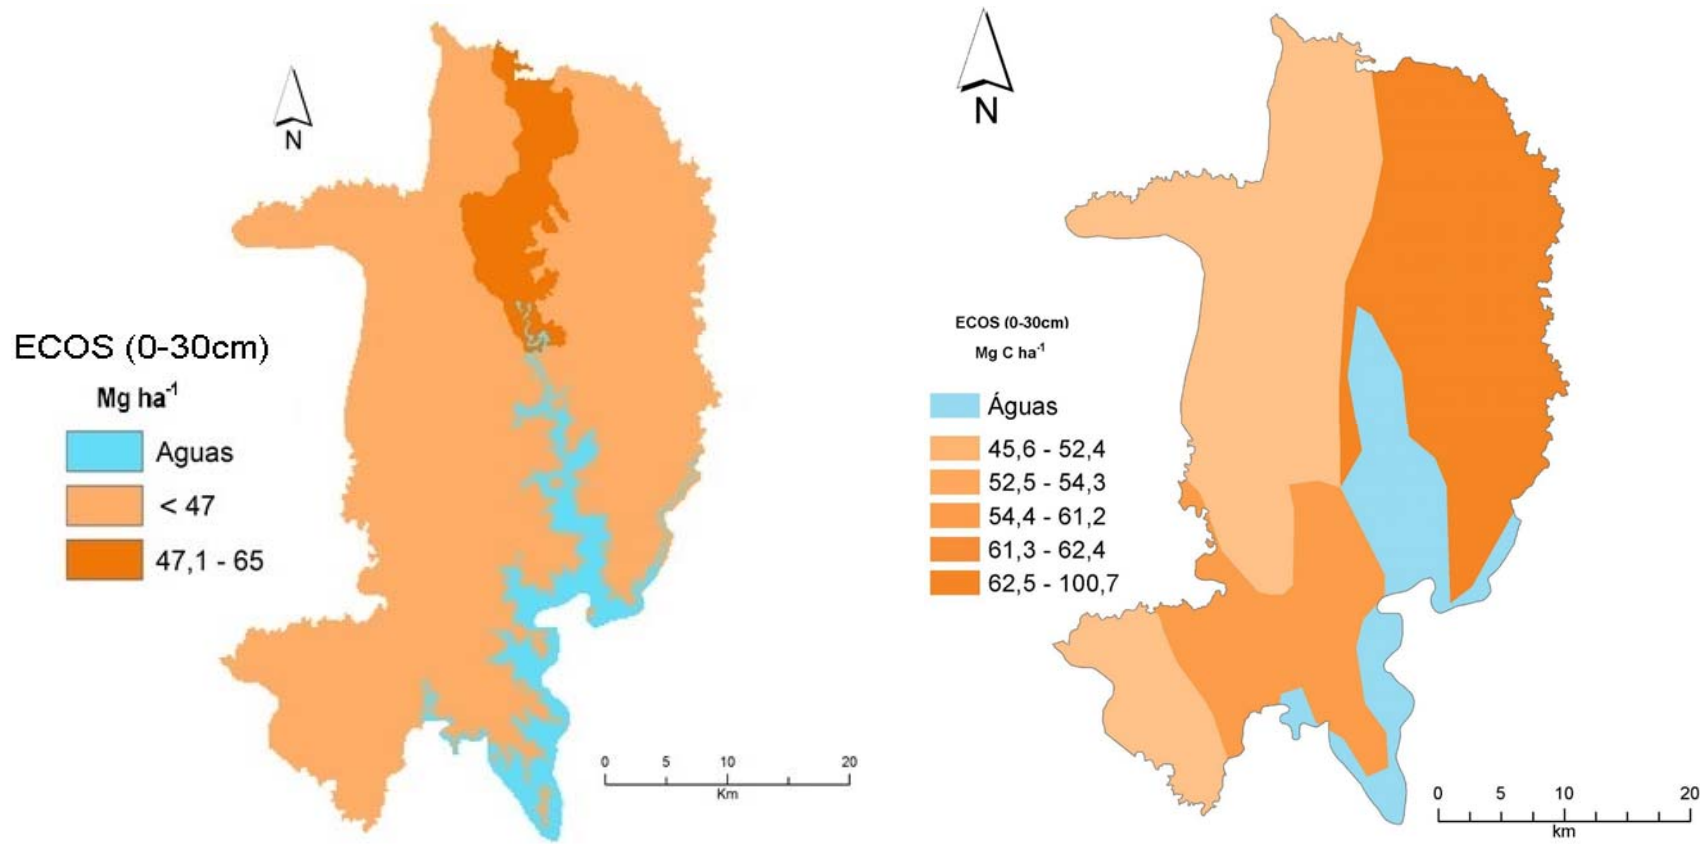 N
ECOS (0-30cm)
Mg ha-1
Aguas
< 47
47,1 - 65
0 5 10 20
Km
N
ECOS (0-30cm)
Mg C ha-1
Águas
45,6 - 52,4
52,5 - 54,3
54,4 - 61,2
61,3 - 62,4
62,5 - 100,7
0 5 10 20
km